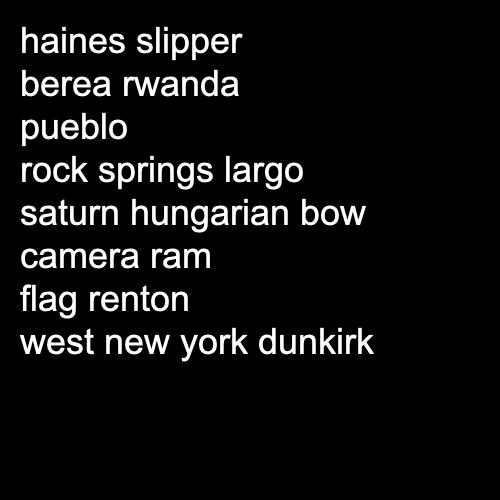 haines slipper
berea rwanda
pueblo
rock springs largo
saturn hungarian bow
camera ram
flag renton
west new york dunkirk